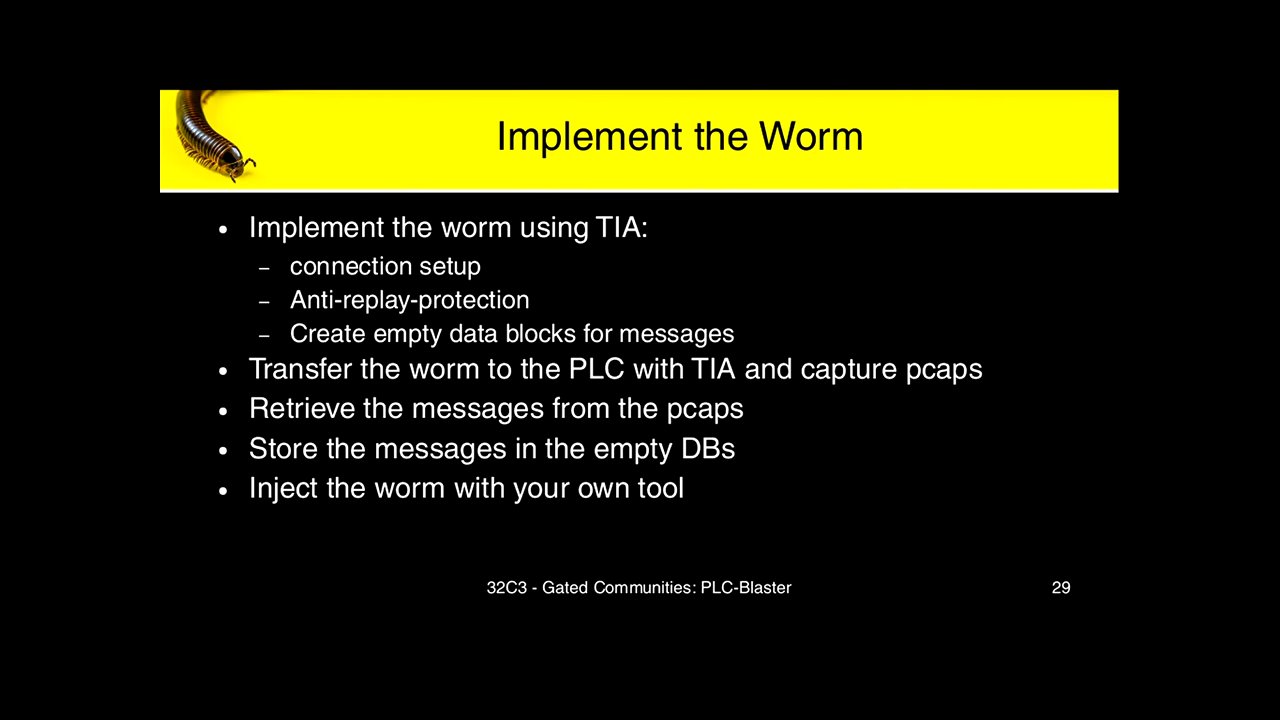 Implement the Worm
• Implement the worm using TIA:
– connection setup
– Anti-replay-protection
– Create empty data blocks for messages
• Transfer the worm to the PLC with TIA and capture pcaps
• Retrieve the messages from the pcaps
• Store the messages in the empty DBs
• Inject the worm with your own tool
32C3 - Gated Communities: PLC-Blaster
29